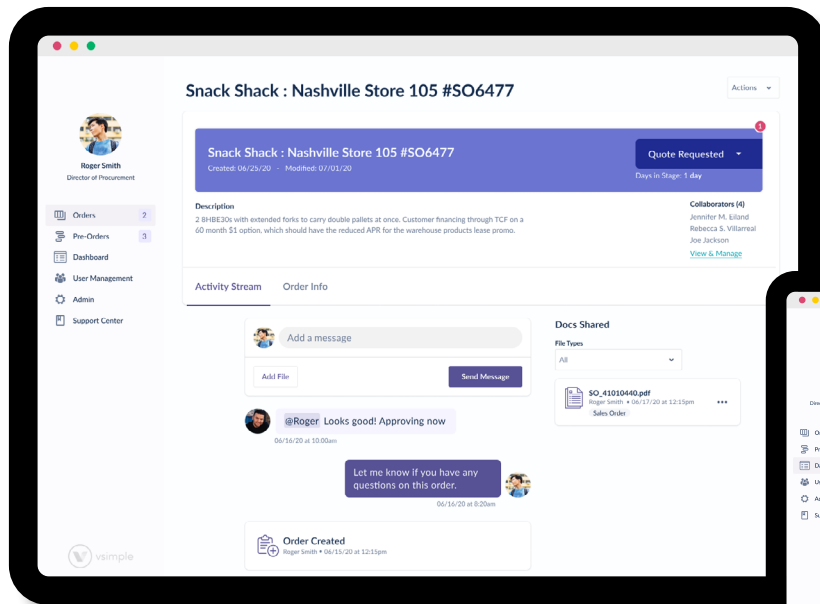 Snack Shack : Nashville Store 105 #SO6477
Actions
1
Snack Shack : Nashville Store 105 #SO6477
Created: 06/25/20 - Modified: 07/01/20
Quote Requested
Days in Stage: 1 day
Roger Smith
Director of Procurement
Orders 2
Pre-Orders 3
Dashboard
User Management
Admin
Support Center
Description
2 8HBE30s with extended forks to carry double pallets at once. Customer financing through TCF on a
60 month $1 option, which should have the reduced APR for the warehouse products lease promo.
Collaborators (4)
Jennifer M. Eiland
Rebecca S. Villarreal
Joe Jackson
View & Manage
Activity Stream
Order Info
Add a message
Add File
Send Message
@Roger Looks good! Approving now
06/16/20 at 10.00am
Let me know if you have any
questions on this order.
06/16/20 at 8:20am
Order Created
Roger Smith • 06/15/20 at 12:15pm
Docs Shared
File Types
All
SO_41010440.pdf
Roger Smith • 06/17/20 at 12:15pm
Sales Order
vsimple